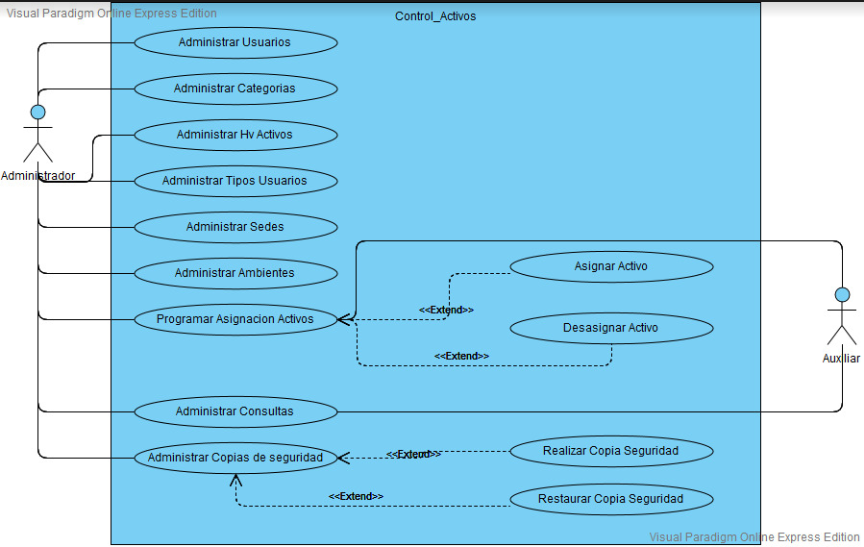 Visual Paradigm Online Express Edition
Control_Activos
Administrar Usuarios
Administrar Categorias
Administrar Hv Activos
Administrador
Administrar Tipos Usuarios
Administrar Sedes
Administrar Ambientes
Asignar Activo
<<Extend>>
Programar Asignacion Activos
Desasignar Activo
<<Extend>>
Auxiliar
Administrar Consultas
Administrar Copias de seguridad
<<Extend>>
Realizar Copia Seguridad
<<Extend>>
Restaurar Copia Seguridad
Visual Paradigm Online Express Edition